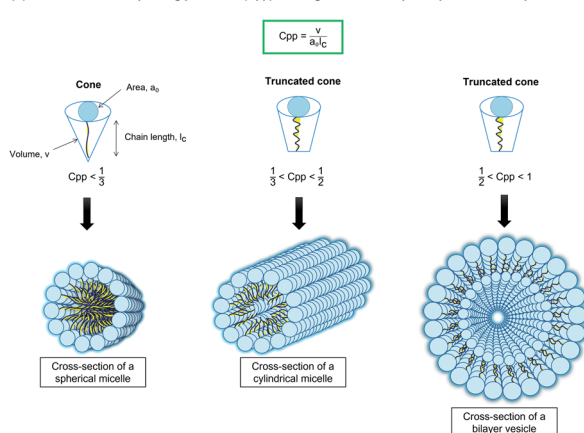 Cpp = v / a₀lc
Cone
Truncated cone
Truncated cone
Area, a₀
Chain length, lc
Volume, v
Cpp < 1/3
1/3 < Cpp < 1/2
1/2 < Cpp < 1
Cross-section of a
spherical micelle
Cross-section of a
cylindrical micelle
Cross-section of a
bilayer vesicle